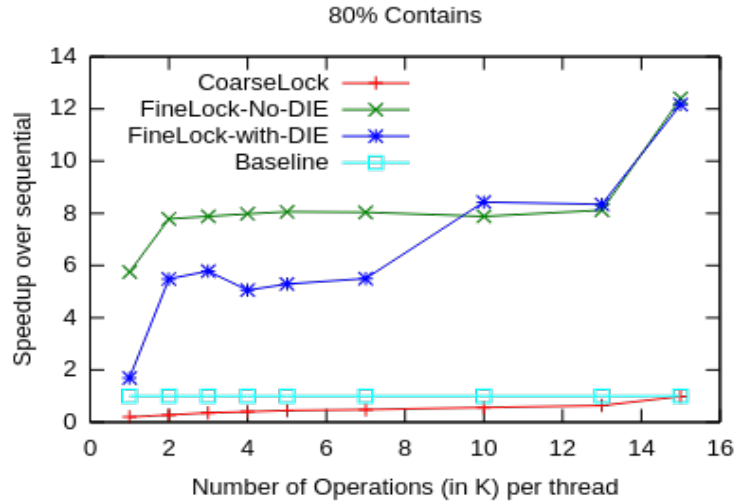 80% Contains
14
12
10
8
6
4
2
0
Speedup over sequential
CoarseLock
FineLock-No-DIE
FineLock-with-DIE
Baseline
0 2 4 6 8 10 12 14 16
Number of Operations (in K) per thread